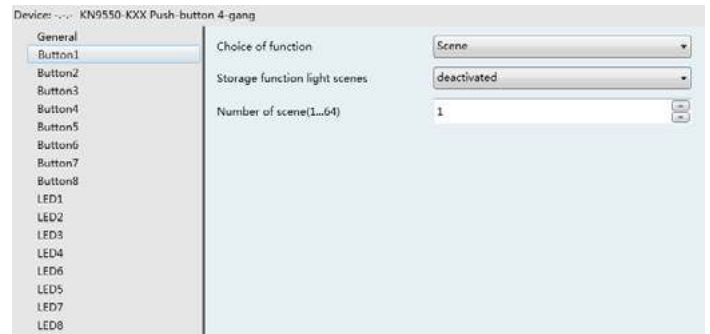 Device: -.-.- KN9550-KXX Push-button 4-gang
General
Button1
Button2
Button3
Button4
Button5
Button6
Button7
Button8
LED1
LED2
LED3
LED4
LED6
LED5
LED7
LED8
Choice of function Scene
Storage function light scenes deactivated
Number of scene(1...64) 1